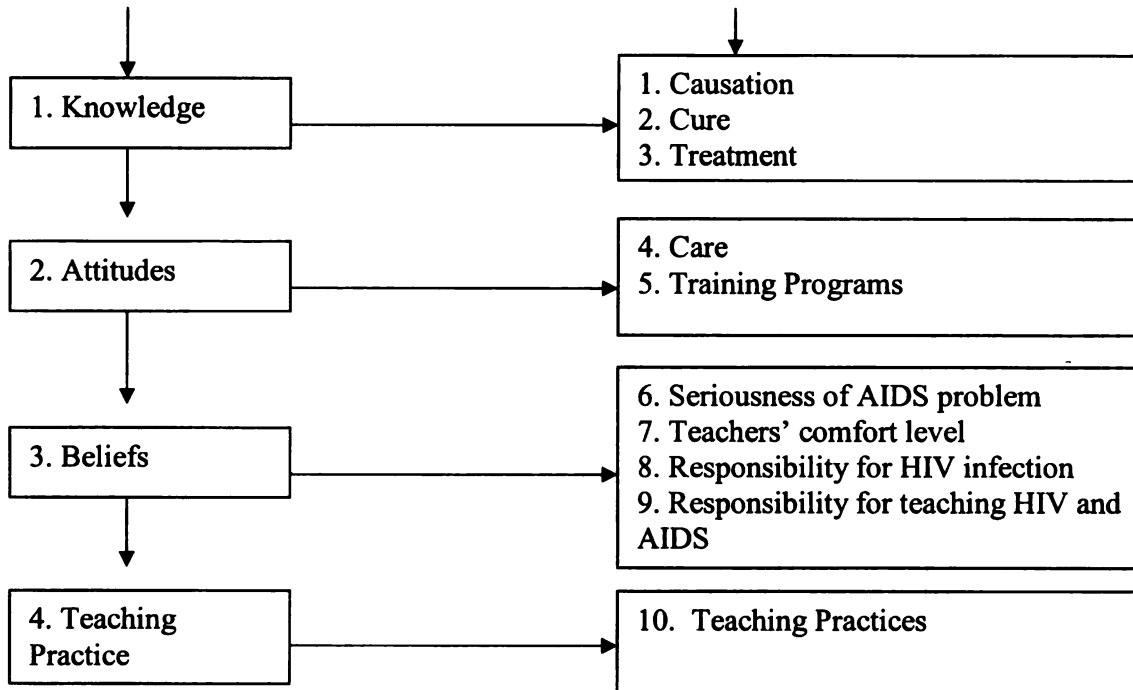 1. Knowledge
1. Causation
2. Cure
3. Treatment
2. Attitudes
4. Care
5. Training Programs
3. Beliefs
6. Seriousness of AIDS problem
7. Teachers’ comfort level
8. Responsibility for HIV infection
9. Responsibility for teaching HIV and
AIDS
4. Teaching
Practice
10. Teaching Practices